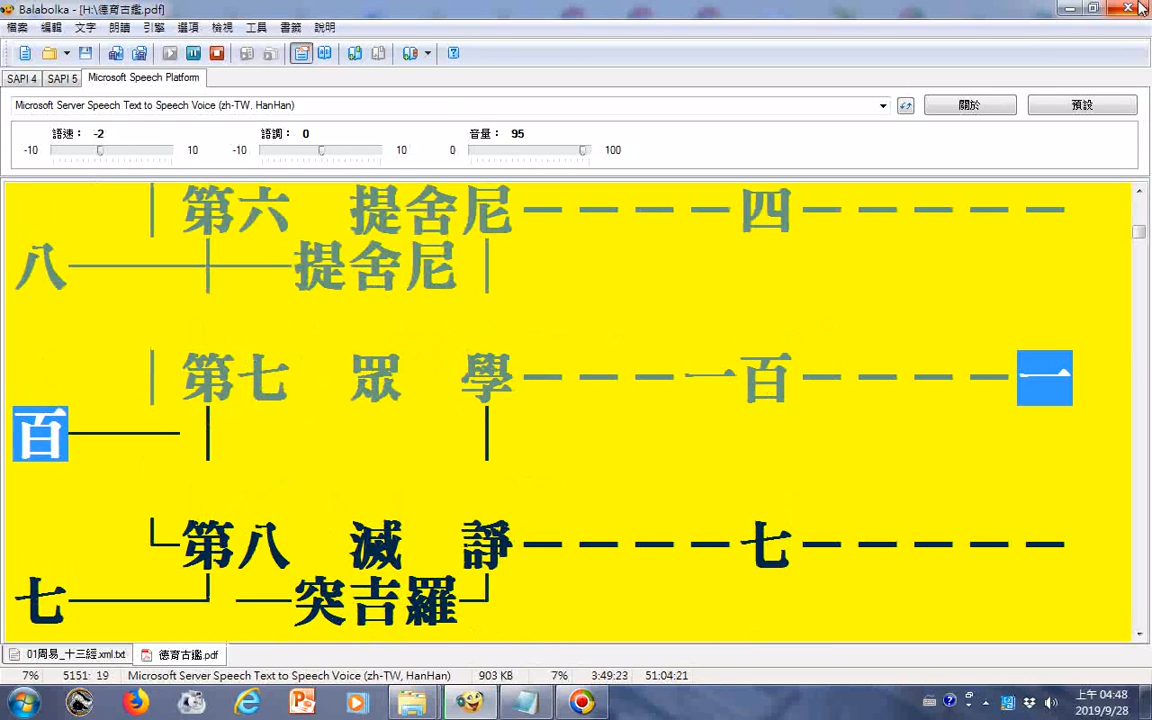 Balabolka - [H:\德育古鑑.pdf]
檔案 編輯 文字 朗讀 引擎 選項 檢視 工具 書籤 說明
SAPI 4 SAPI 5 Microsoft Speech Platform
Microsoft Server Speech Text to Speech Voice (zh-TW, HanHan) 關於 預設
語速： -2 語調： 0 音量： 95
-10 10 -10 10 0 100
│第六 提舍尼－－－－四－－－－－
八────提舍尼│
│第七 眾 學－－－一百－－－－一
百── │ │
└第八 滅 諍－－－－七－－－－－
七──┘ ─突吉羅┘
01周易_十三經.xml.txt 德育古鑑.pdf
7% 5151: 19 Microsoft Server Speech Text to Speech Voice (zh-TW, HanHan) 903 KB 7% 3:49:23 51:04:21
上午 04:48
2019/9/28